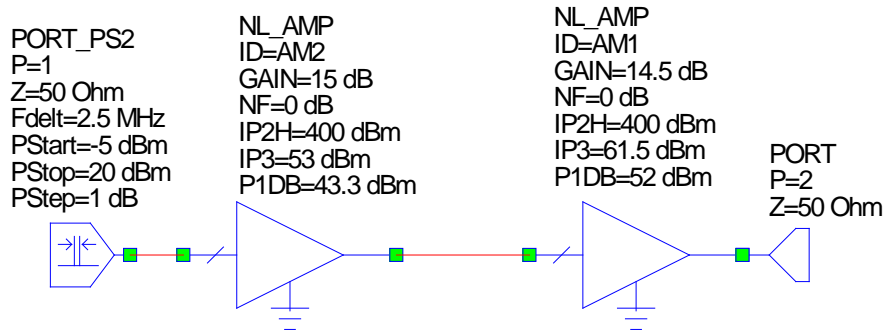 PORT_PS2
P=1
Z=50 Ohm
Fdelt=2.5 MHz
PStart=-5 dBm
PStop=20 dBm
PStep=1 dB
NL_AMP
ID=AM2
GAIN=15 dB
NF=0 dB
IP2H=400 dBm
IP3=53 dBm
P1DB=43.3 dBm
NL_AMP
ID=AM1
GAIN=14.5 dB
NF=0 dB
IP2H=400 dBm
IP3=61.5 dBm
P1DB=52 dBm
PORT
P=2
Z=50 Ohm